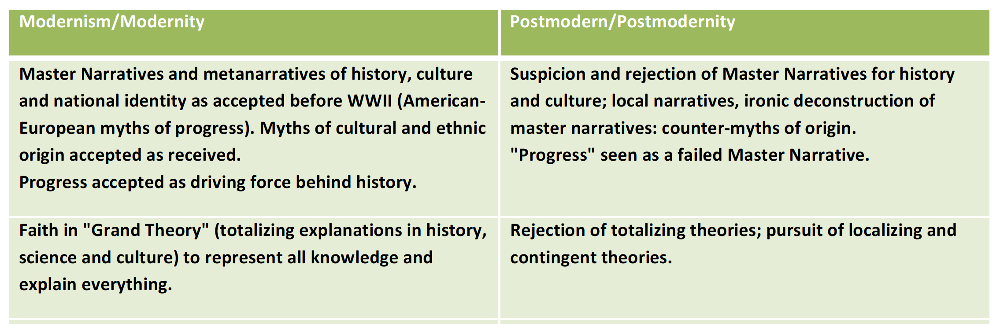 Modernism/Modernity
Postmodern/Postmodernity
Master Narratives and metanarratives of history, culture
and national identity as accepted before WWII (American-
European myths of progress). Myths of cultural and ethnic
origin accepted as received.
Progress accepted as driving force behind history.
Suspicion and rejection of Master Narratives for history
and culture; local narratives, ironic deconstruction of
master narratives: counter-myths of origin.
"Progress" seen as a failed Master Narrative.
Faith in "Grand Theory" (totalizing explanations in history,
science and culture) to represent all knowledge and
explain everything.
Rejection of totalizing theories; pursuit of localizing and
contingent theories.